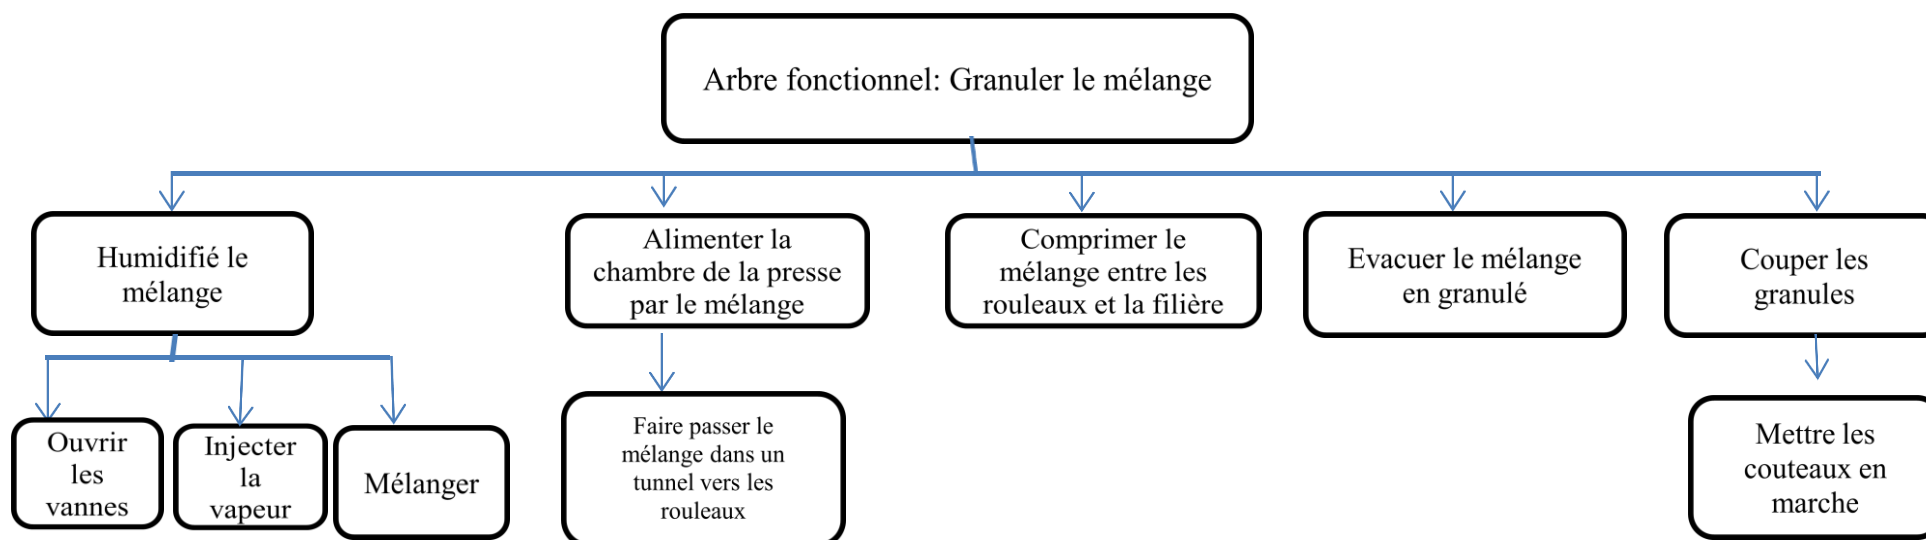 Arbre fonctionnel: Granuler le mélange
Humidifié le
mélange
Alimenter la
chambre de la presse
par le mélange
Comprimer le
mélange entre les
rouleaux et la filière
Evacuer le mélange
en granulé
Couper les
granules
Ouvrir
les
vannes
Injecter
la
vapeur
Mélanger
Faire passer le
mélange dans un
tunnel vers les
rouleaux
Mettre les
couteaux en
marche